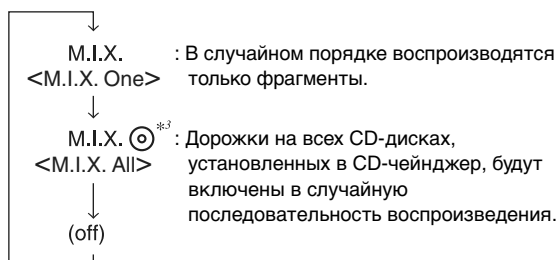 M.I.X. : В случайном порядке воспроизводятся
<M.I.X. One> только фрагменты.
M.I.X. *3 : Дорожки на всех CD-дисках,
<M.I.X. All> установленных в CD-чейнджер, будут
включены в случайную
последовательность воспроизведения.
(off)